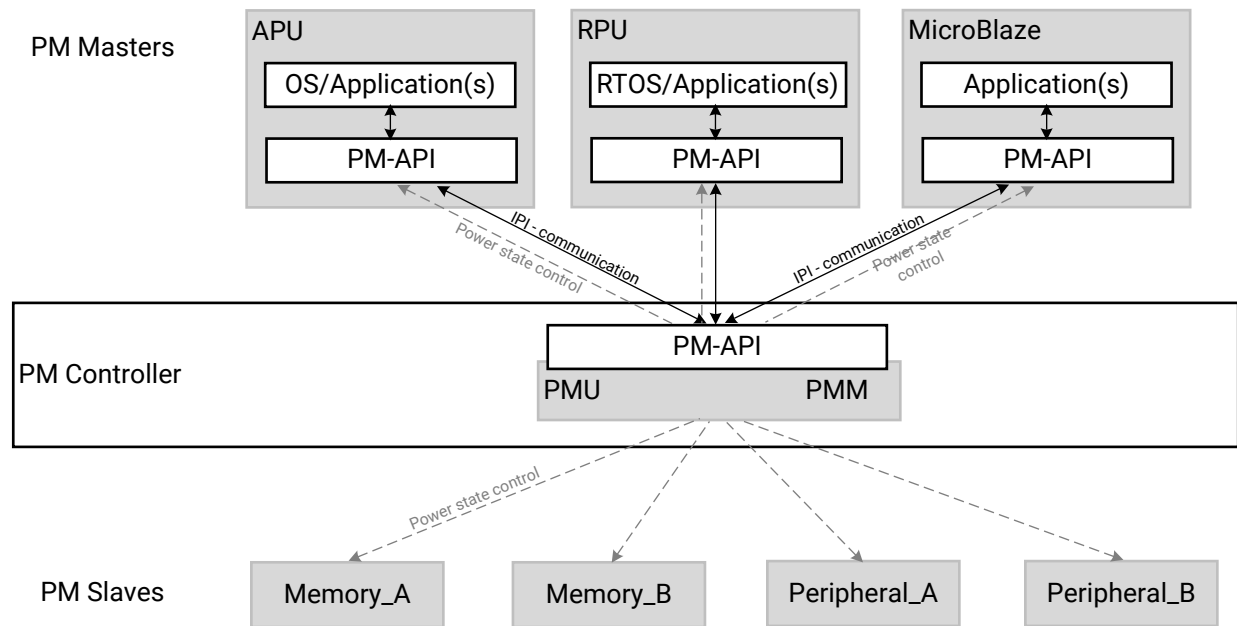 PM Masters
APU
RPU
MicroBlaze
OS/Application(s)
RTOS/Application(s)
Application(s)
PM-API
PM-API
PM-API
IPI - communication
Power state control
IPI - communication
Power state
control
PM Controller
PM-API
PMU
PMM
Power state control
PM Slaves
Memory_A
Memory_B
Peripheral_A
Peripheral_B